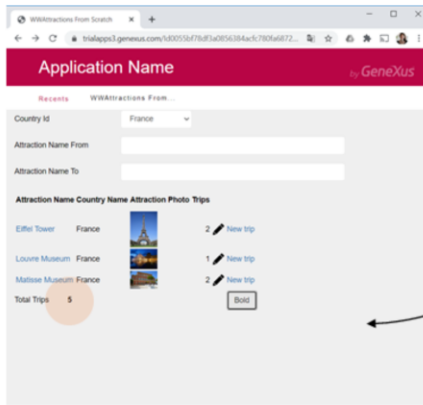 WWAttractions From Scratch
trialapps3.genexus.com/
Application Name
by GeneXus
Recents WWAttractions From...
Country Id France
Attraction Name From
Attraction Name To
Attraction Name Country Name Attraction Photo Trips
Eiffel Tower France 2 New trip
Louvre Museum France 1 New trip
Matisse Museum France 2 New trip
Total Trips 5 Bold